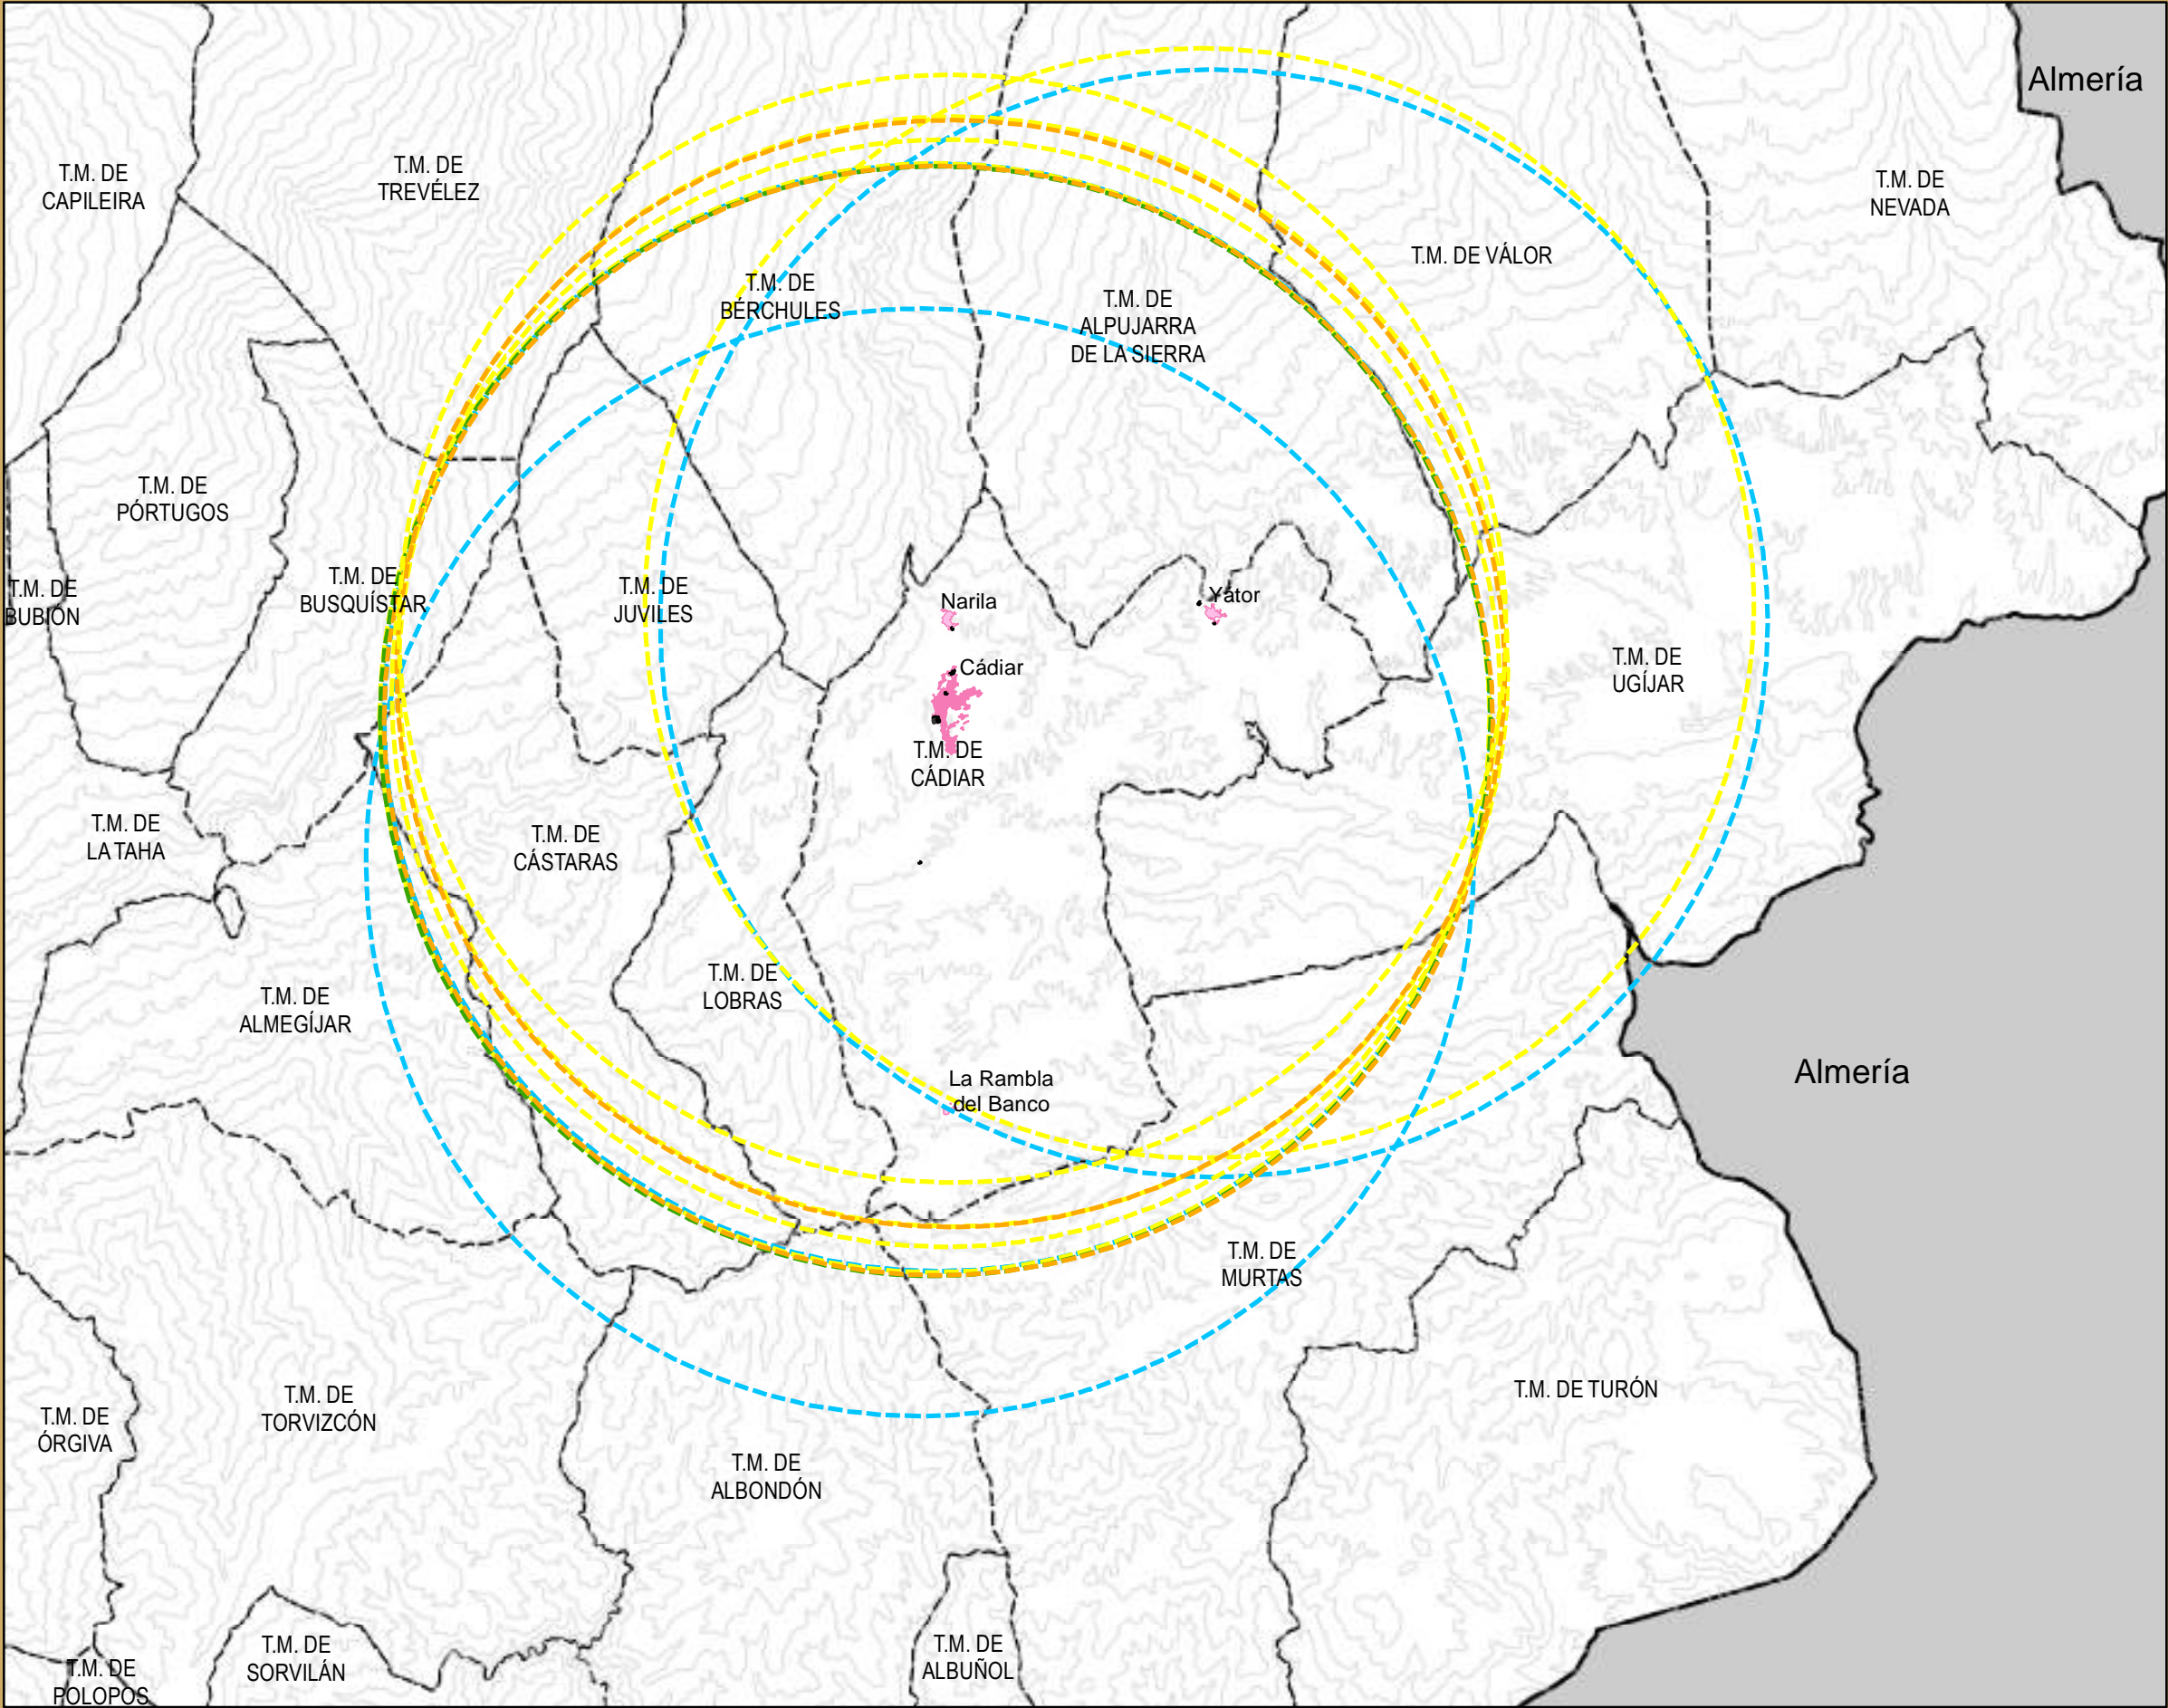 Almería
T.M. DE
CAPILEIRA
T.M. DE
TREVÉLEZ
T.M. DE
NEVADA
T.M. DE VÁLOR
T.M. DE
BÉRCHULES
T.M. DE
ALPUJARRA
DE LA SIERRA
T.M. DE
PÓRTUGOS
T.M. DE
BUBIÓN
T.M. DE
BUSQUÍSTAR
T.M. DE
JUVILES
Narila
Yátor
Cádiar
T.M. DE
UGÍJAR
T.M. DE
CÁDIAR
T.M. DE
LA TAHA
T.M. DE
CÁSTARAS
T.M. DE
LOBRAS
T.M. DE
ALMEGÍJAR
La Rambla
del Banco
Almería
T.M. DE
MURTAS
T.M. DE TURÓN
T.M. DE
TORVIZCÓN
T.M. DE
ÓRGIVA
T.M. DE
ALBONDÓN
T.M. DE
SORVILÁN
T.M. DE
ALBUÑOL
T.M. DE
POLOPOS